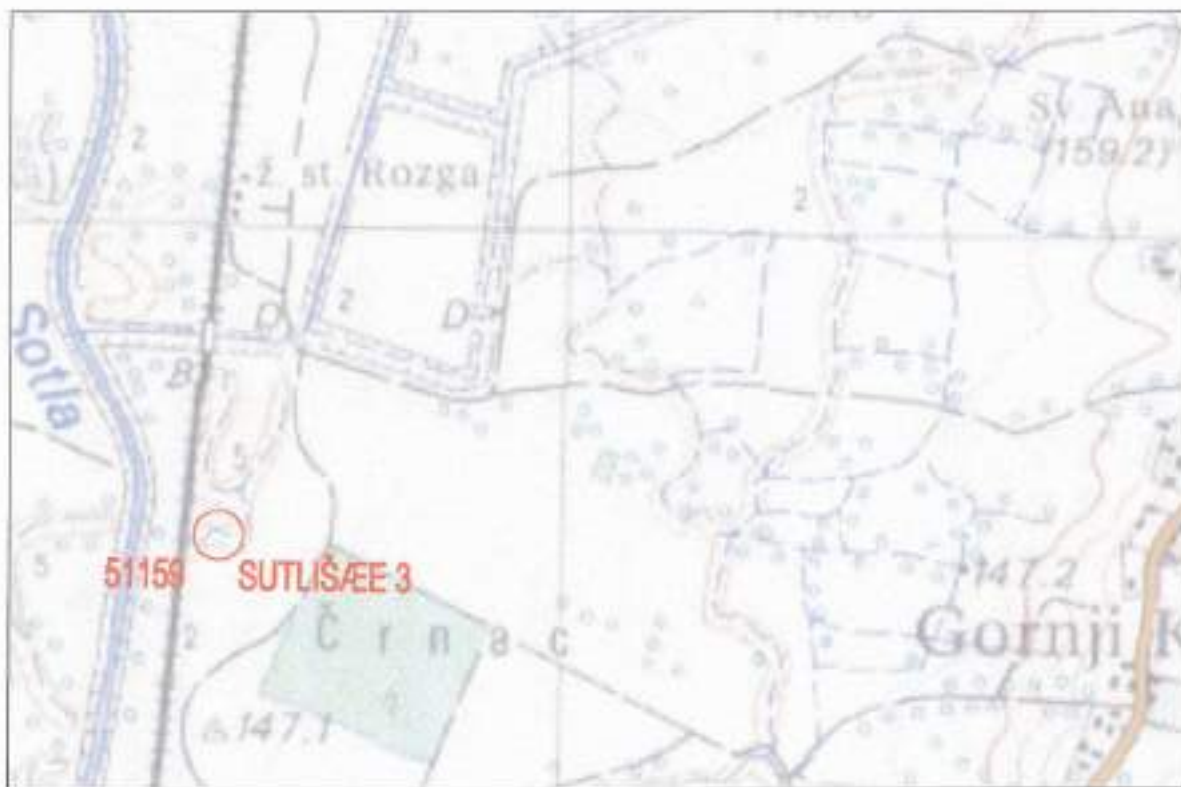 2
3
ž. st. Rozga
Sv. Ana
(159.2)
2
2
O
D
Sotla
5
51159
SUTLIŠÆE 3
5
147.2
2
Črnac
Gornji K
147.1